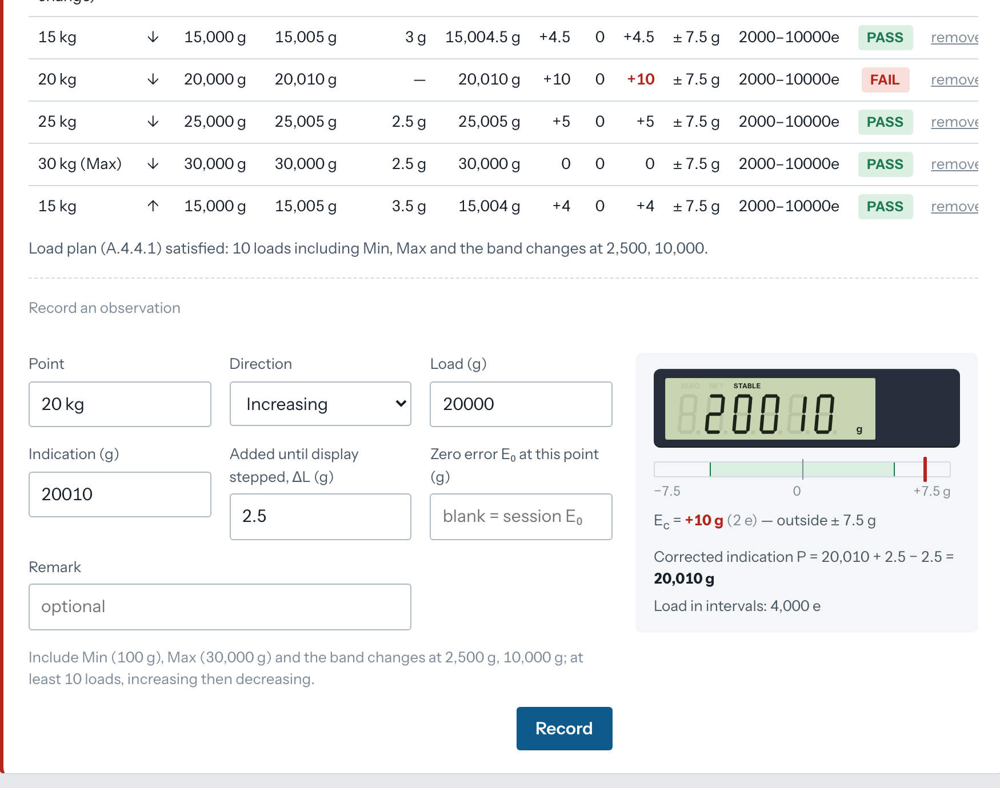 15 kg ↓ 15,000 g 15,005 g 3 g 15,004.5 g +4.5 0 +4.5 ± 7.5 g 2000–10000e PASS remove
20 kg ↓ 20,000 g 20,010 g — 20,010 g +10 0 +10 ± 7.5 g 2000–10000e FAIL remove
25 kg ↓ 25,000 g 25,005 g 2.5 g 25,005 g +5 0 +5 ± 7.5 g 2000–10000e PASS remove
30 kg (Max) ↓ 30,000 g 30,000 g 2.5 g 30,000 g 0 0 0 ± 7.5 g 2000–10000e PASS remove
15 kg ↑ 15,000 g 15,005 g 3.5 g 15,004 g +4 0 +4 ± 7.5 g 2000–10000e PASS remove
Load plan (A.4.4.1) satisfied: 10 loads including Min, Max and the band changes at 2,500, 10,000.
Record an observation
Point Direction Load (g)
20 kg Increasing 20000
Indication (g) Added until display stepped, ΔL (g) Zero error E₀ at this point (g)
20010 2.5 blank = session E₀
Remark
optional
Include Min (100 g), Max (30,000 g) and the band changes at 2,500 g, 10,000 g; at
least 10 loads, increasing then decreasing.
Record
ZERO NET STABLE
20010 g
−7.5 0 +7.5 g
Ec = +10 g (2 e) — outside ± 7.5 g
Corrected indication P = 20,010 + 2.5 − 2.5 =
20,010 g
Load in intervals: 4,000 e